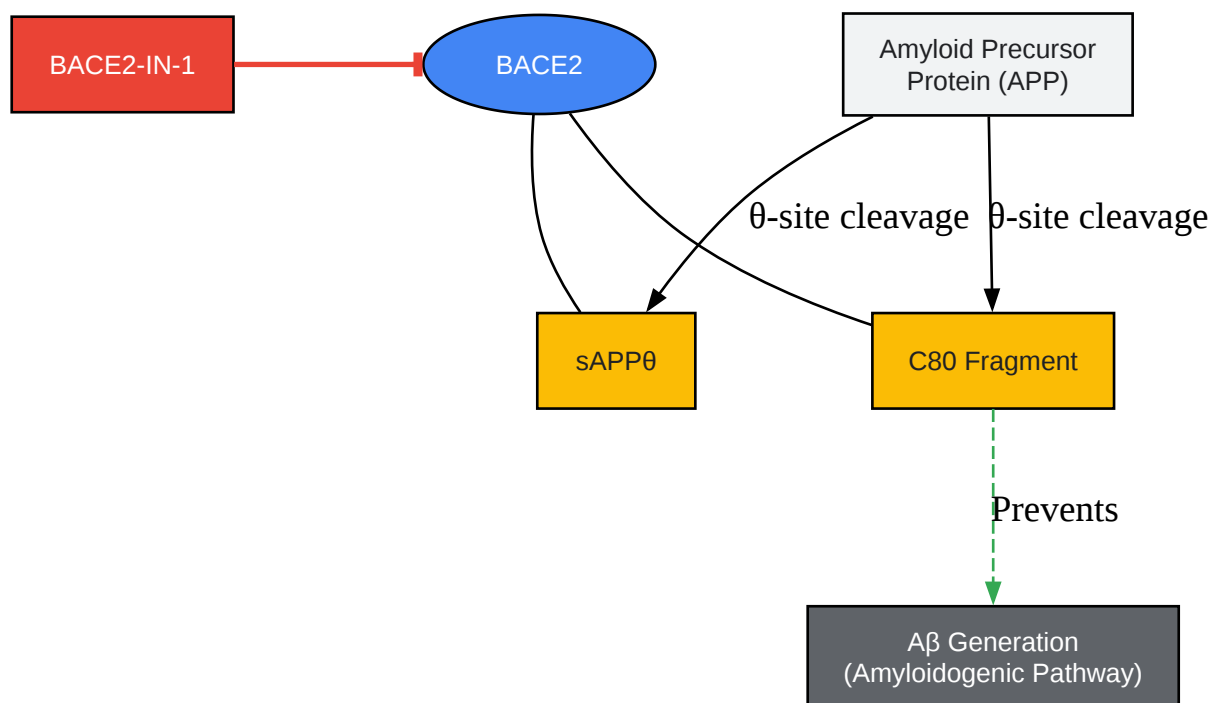 BACE2-IN-1
BACE2
Amyloid Precursor
Protein (APP)
θ-site cleavage
θ-site cleavage
sAPPθ
C80 Fragment
Prevents
Aβ Generation
(Amyloidogenic Pathway)